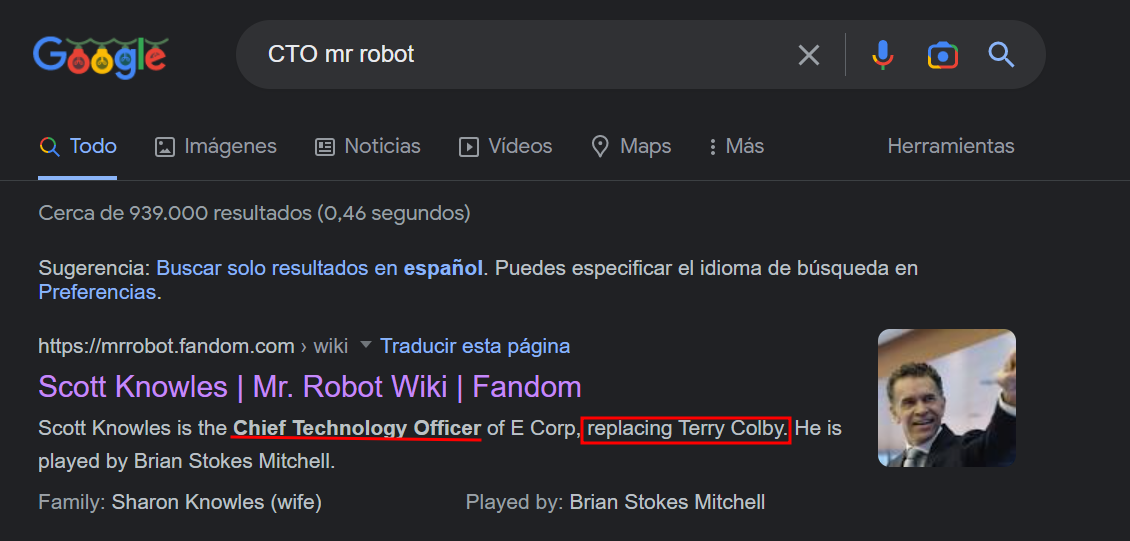 Google
CTO mr robot
Todo
Imágenes
Noticias
Vídeos
Maps
Más
Herramientas
Cerca de 939.000 resultados (0,46 segundos)
Sugerencia: Buscar solo resultados en español. Puedes especificar el idioma de búsqueda en
Preferencias.
https://mrrobot.fandom.com › wiki Traducir esta página
Scott Knowles | Mr. Robot Wiki | Fandom
Scott Knowles is the Chief Technology Officer of E Corp, replacing Terry Colby. He is
played by Brian Stokes Mitchell.
Family: Sharon Knowles (wife)
Played by: Brian Stokes Mitchell